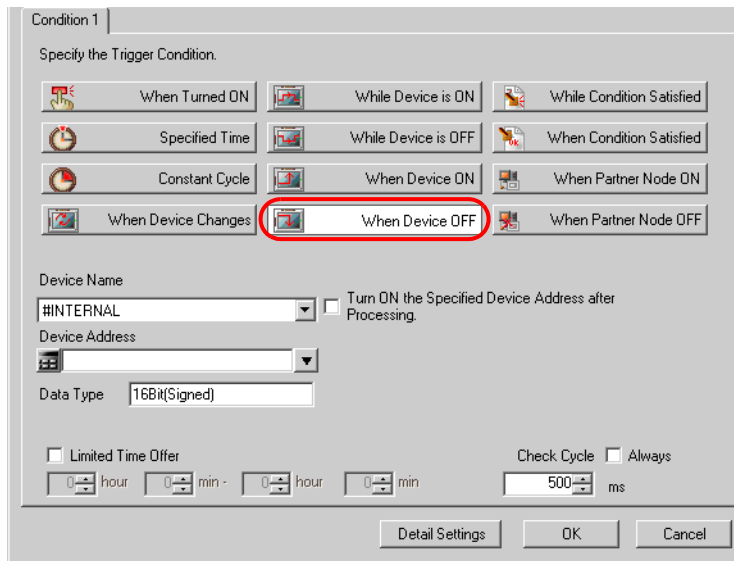 Condition 1
Specify the Trigger Condition.
When Turned ON
While Device is ON
While Condition Satisfied
Specified Time
While Device is OFF
OK
When Condition Satisfied
Constant Cycle
When Device ON
When Partner Node ON
When Device Changes
When Device OFF
When Partner Node OFF
Device Name
#INTERNAL
Turn ON the Specified Device Address after
Processing.
Device Address
Data Type 16Bit(Signed)
Limited Time Offer
Check Cycle Always
0 hour 0 min - 0 hour 0 min
500 ms
Detail Settings OK Cancel